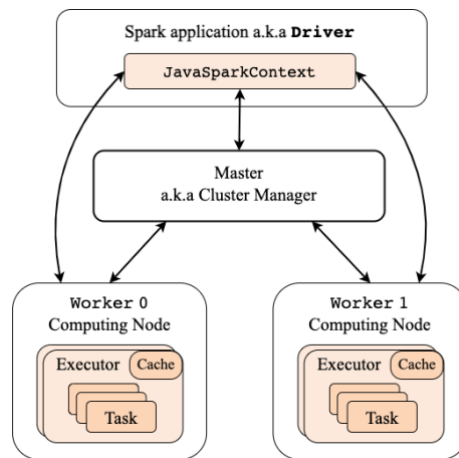 Spark application a.k.a Driver
JavaSparkContext
Master
a.k.a Cluster Manager
Worker 0
Computing Node
Executor
Cache
Task
Worker 1
Computing Node
Executor
Cache
Task